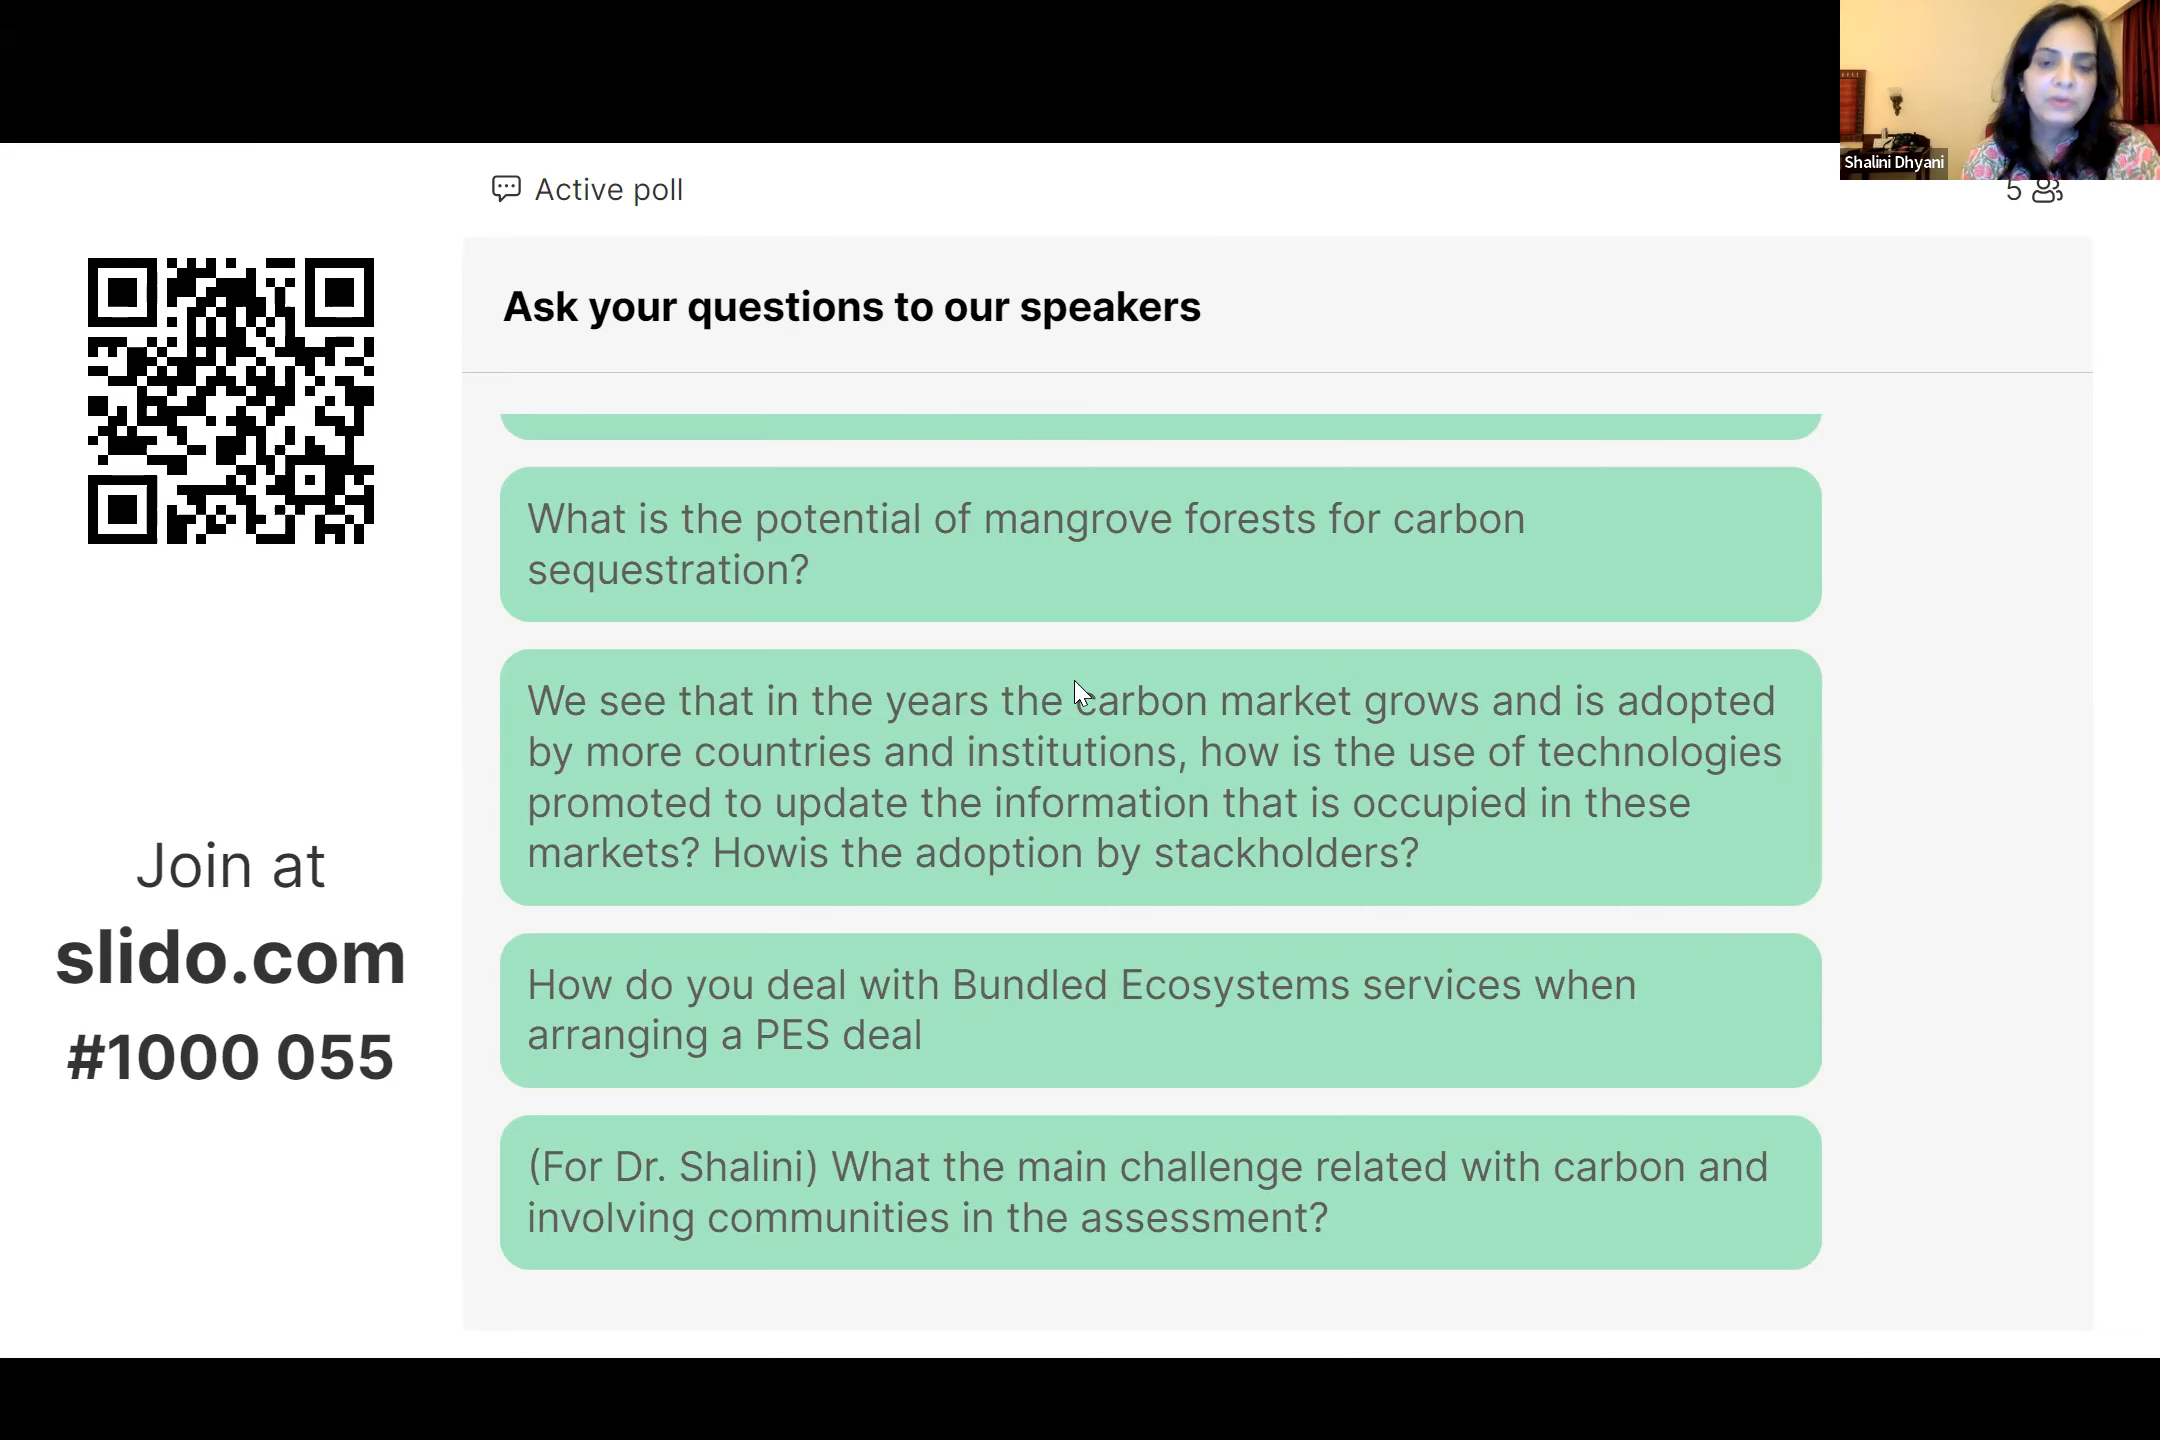 Shalini Dhyani
Active poll
5
Ask your questions to our speakers
What is the potential of mangrove forests for carbon
sequestration?
We see that in the years the carbon market grows and is adopted
by more countries and institutions, how is the use of technologies
promoted to update the information that is occupied in these
markets? Howis the adoption by stackholders?
How do you deal with Bundled Ecosystems services when
arranging a PES deal
(For Dr. Shalini) What the main challenge related with carbon and
involving communities in the assessment?
Join at
slido.com
#1000 055